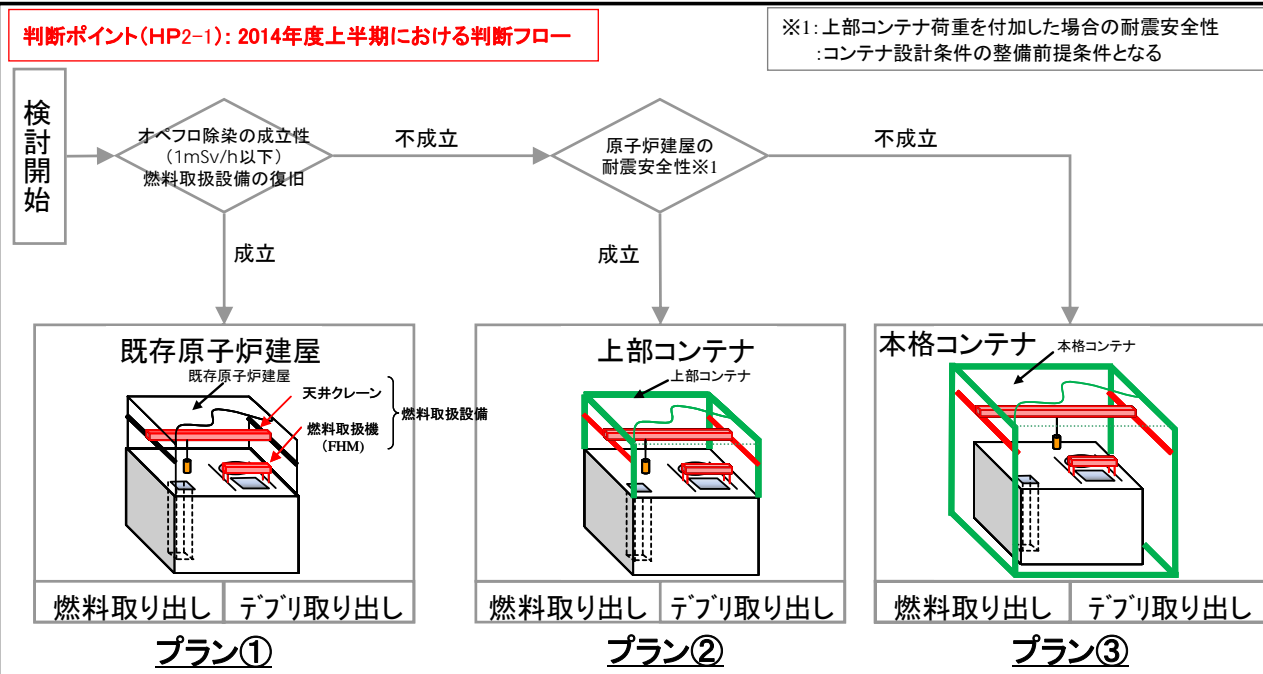 判断ポイント(HP2-1): 2014年度上半期における判断フロー
※1:上部コンテナ荷重を付加した場合の耐震安全性
:コンテナ設計条件の整備前提条件となる
検討開始
オペフロ除染の成立性
(1mSv/h以下)
燃料取扱設備の復旧
不成立
原子炉建屋の
耐震安全性※1
不成立
成立
成立
既存原子炉建屋
既存原子炉建屋
天井クレーン
燃料取扱機
(FHM)
燃料取扱設備
燃料取り出し
デブリ取り出し
プラン①
上部コンテナ
上部コンテナ
燃料取り出し
デブリ取り出し
プラン②
本格コンテナ
本格コンテナ
燃料取り出し
デブリ取り出し
プラン③